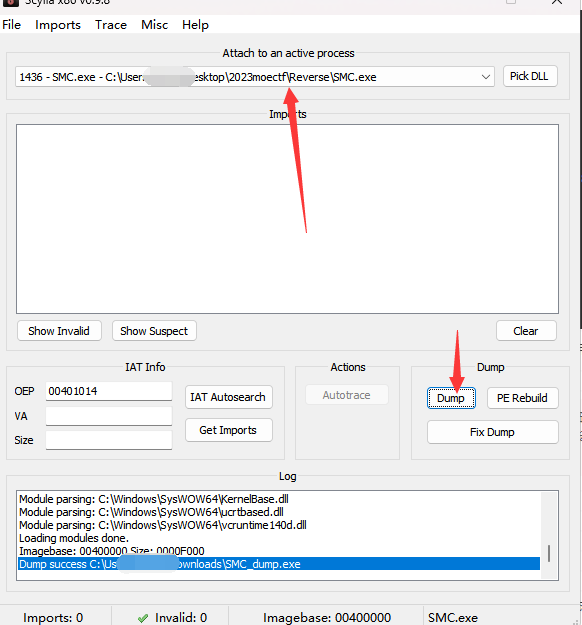 Scylla x86 v0.9.8
File Imports Trace Misc Help
Attach to an active process
1436 - SMC.exe - C:\User esktop\2023moectf\Reverse\SMC.exe
Pick DLL
Imports
Show Invalid Show Suspect Clear
IAT Info Actions Dump
OEP 00401014 IAT Autosearch Autotrace Dump PE Rebuild
VA
Get Imports Fix Dump
Size
Log
Module parsing: C:\Windows\SysWOW64\KernelBase.dll
Module parsing: C:\Windows\SysWOW64\ucrtbased.dll
Module parsing: C:\Windows\SysWOW64\vcruntime140d.dll
Loading modules done.
Imagebase: 00400000 Size: 0000F000
Dump success C:\Us ownloads\SMC_dump.exe
Imports: 0 Invalid: 0 Imagebase: 00400000 SMC.exe